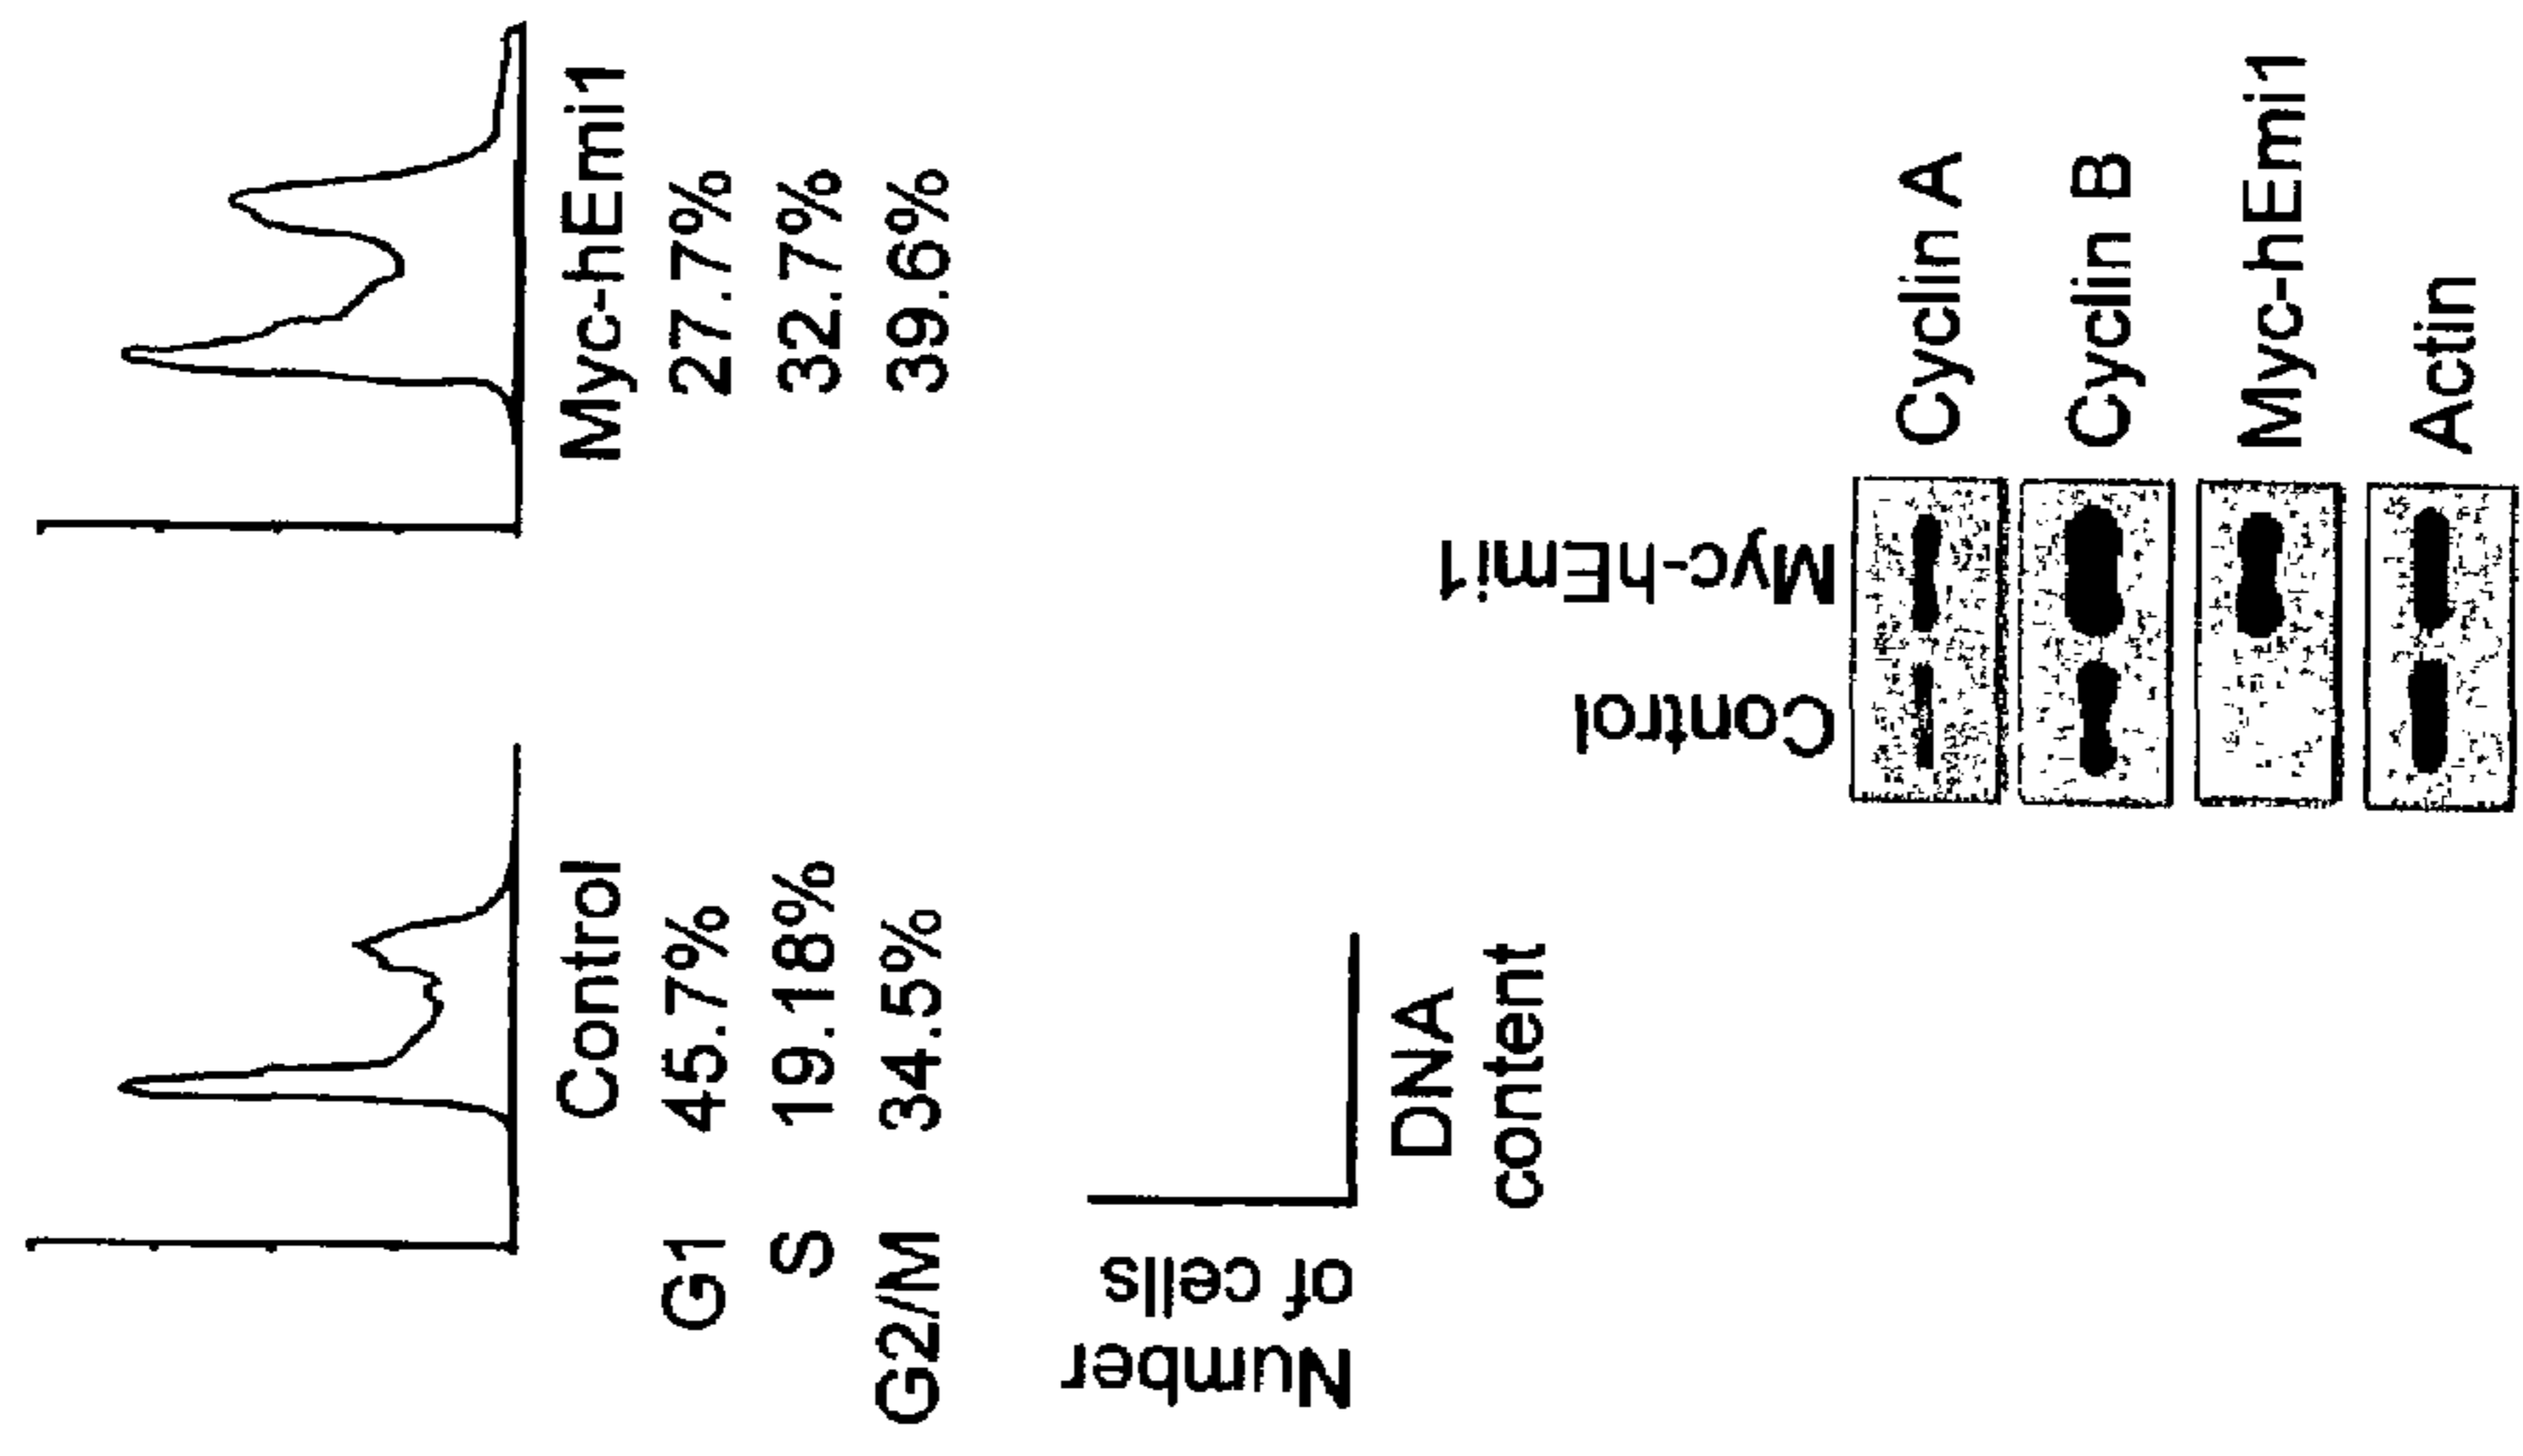 Control Myc-hEmi1
G1 45.7% 27.7%
S 19.18% 32.7%
G2/M 34.5% 39.6%
Number
of cells
DNA
content
Control
Myc-hEmi1
Cyclin A
Cyclin B
Myc-hEmi1
Actin